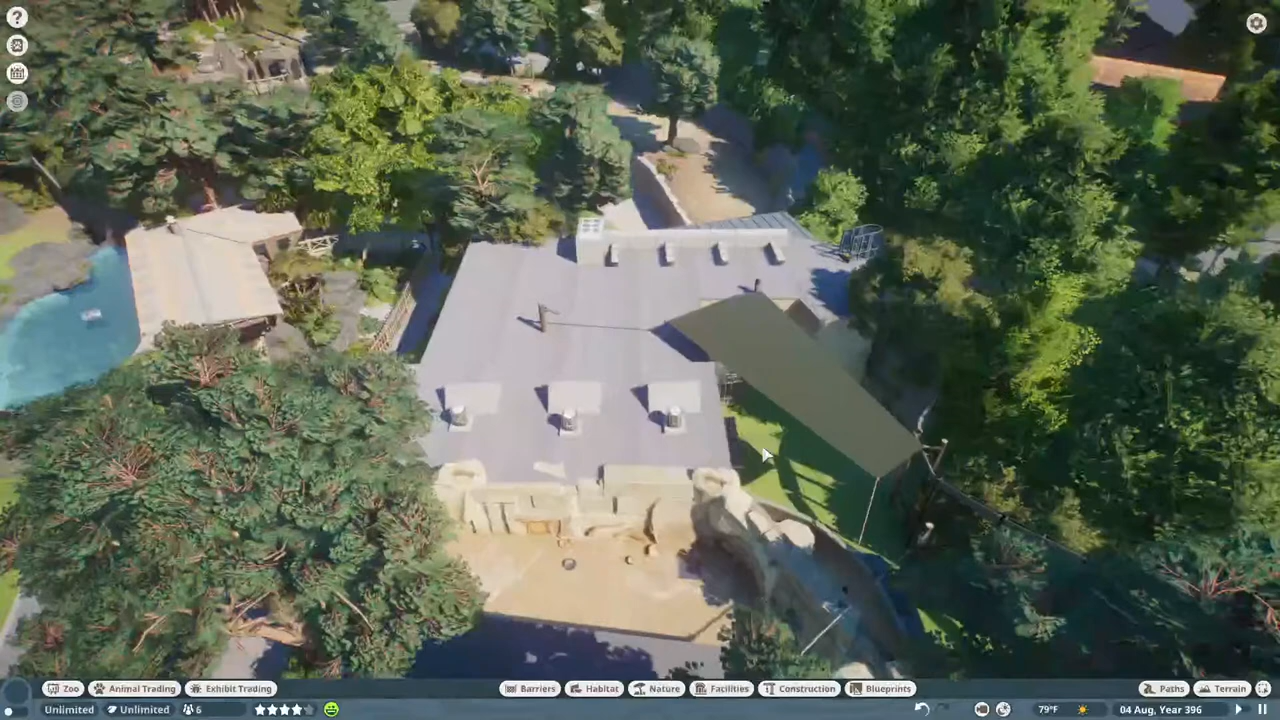 ?
Zoo
Animal Trading
Exhibit Trading
Barriers
Habitat
Nature
Facilities
Construction
Blueprints
Paths
Terrain
Unlimited
Unlimited
6
79°F
04 Aug, Year 396